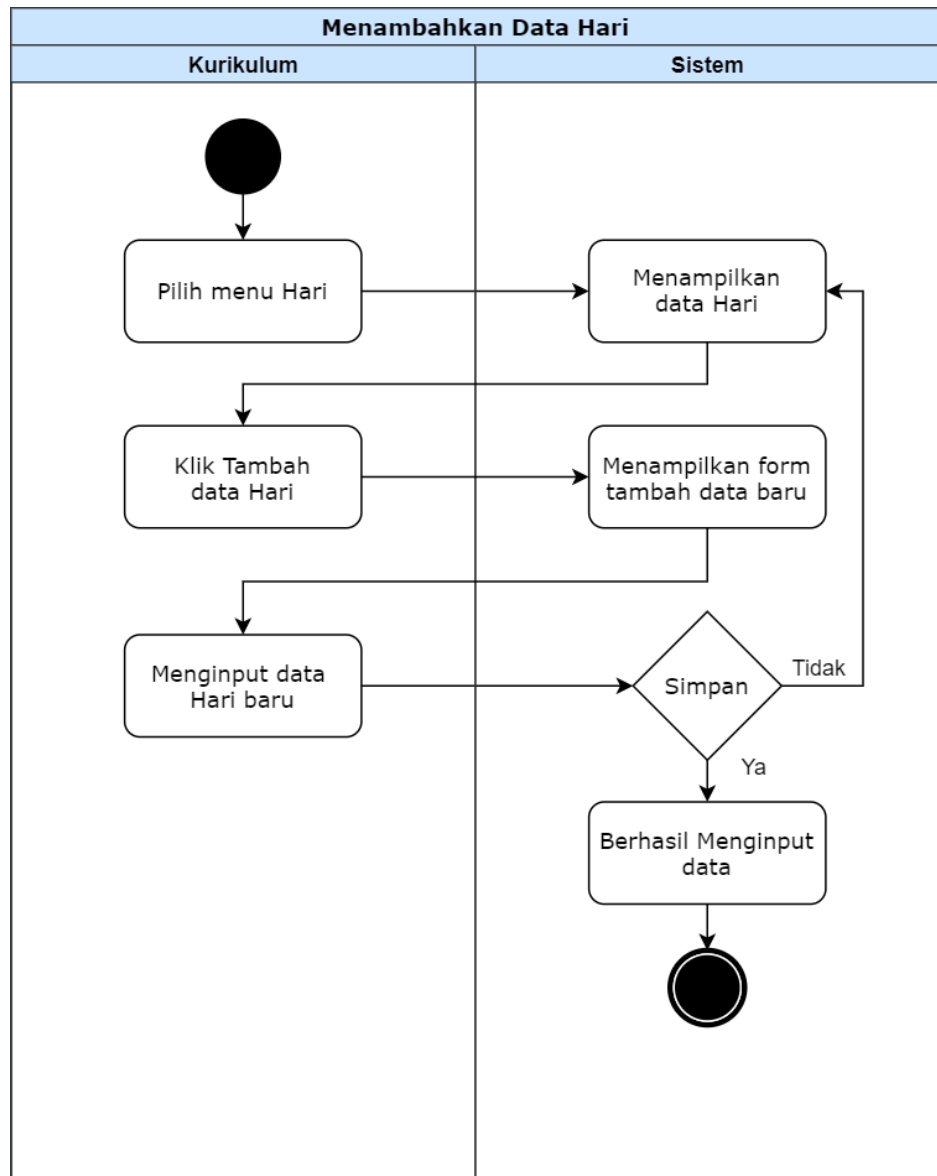 Menambahkan Data Hari
Kurikulum
Sistem
Pilih menu Hari
Menampilkan
data Hari
Klik Tambah
data Hari
Menampilkan form
tambah data baru
Menginput data
Hari baru
Simpan
Tidak
Ya
Berhasil Menginput
data